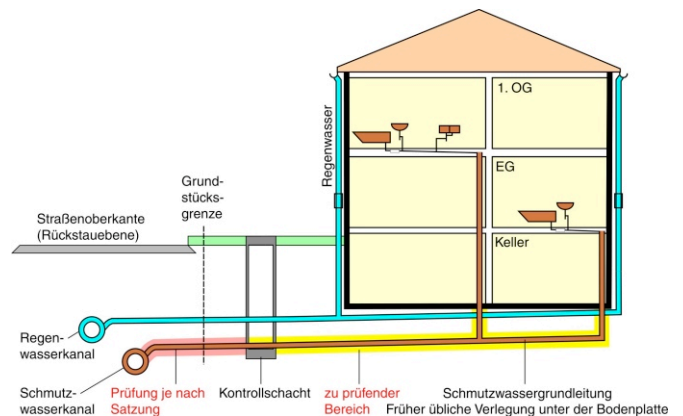 1. OG
Regenwasser
EG
Grund-
stücks-
grenze
Straßenoberkante
(Rückstauebene)
Keller
Regen-
wasserkanal
Schmutz-
wasserkanal
Prüfung je nach
Satzung
Kontrollschacht
zu prüfender
Bereich
Schmutzwassergrundleitung
Früher übliche Verlegung unter der Bodenplatte